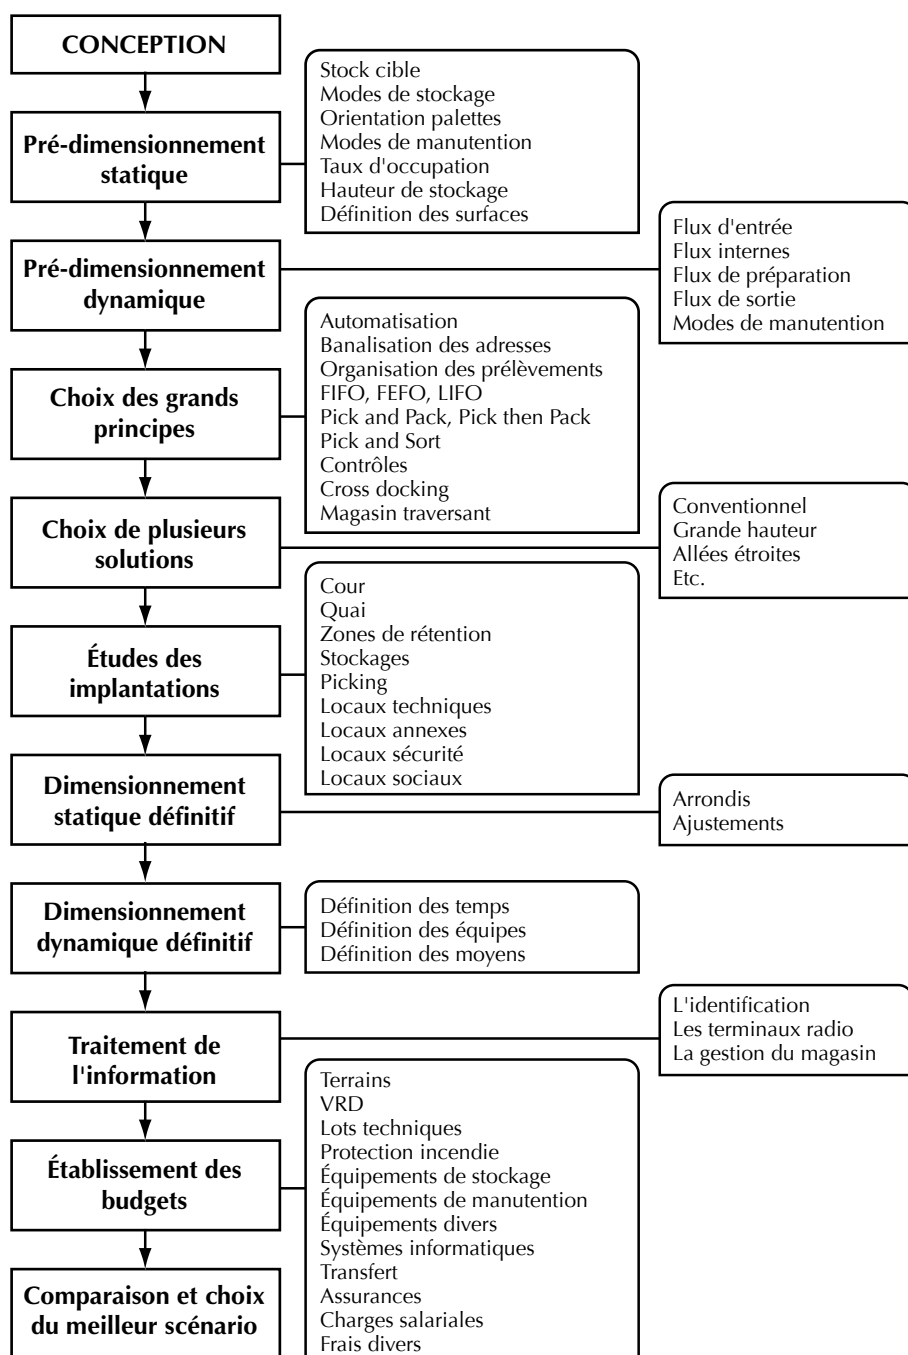 CONCEPTION
Stock cible
Modes de stockage
Orientation palettes
Modes de manutention
Taux d'occupation
Hauteur de stockage
Définition des surfaces
Pré-dimensionnement
statique
Pré-dimensionnement
dynamique
Flux d'entrée
Flux internes
Flux de préparation
Flux de sortie
Modes de manutention
Choix des grands
principes
Automatisation
Banalisation des adresses
Organisation des prélèvements
FIFO, FEFO, LIFO
Pick and Pack, Pick then Pack
Pick and Sort
Contrôles
Cross docking
Magasin traversant
Choix de plusieurs
solutions
Conventionnel
Grande hauteur
Allées étroites
Etc.
Études des
implantations
Cour
Quai
Zones de rétention
Stockages
Picking
Locaux techniques
Locaux annexes
Locaux sécurité
Locaux sociaux
Dimensionnement
statique définitif
Arrondis
Ajustements
Dimensionnement
dynamique définitif
Définition des temps
Définition des équipes
Définition des moyens
Traitement de
l'information
L'identification
Les terminaux radio
La gestion du magasin
Établissement des
budgets
Terrains
VRD
Lots techniques
Protection incendie
Équipements de stockage
Équipements de manutention
Équipements divers
Systèmes informatiques
Transfert
Assurances
Charges salariales
Frais divers
Comparaison et choix
du meilleur scénario